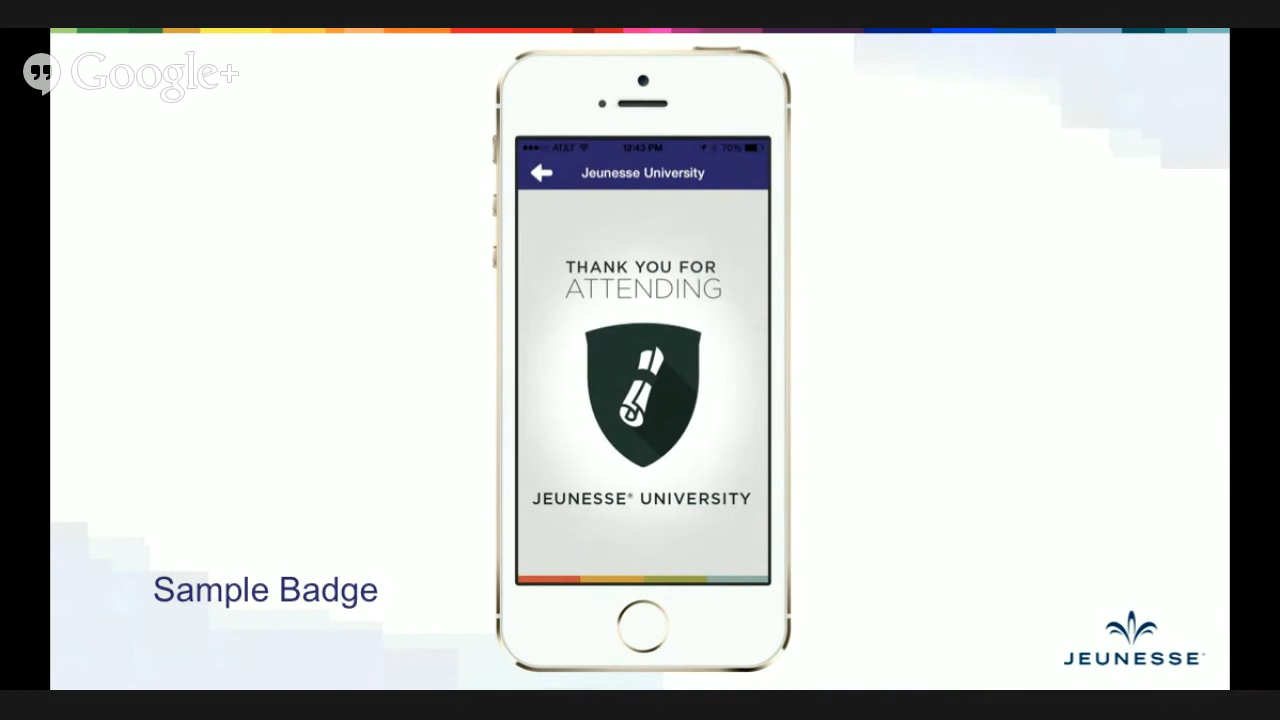 Google+
AT&T 12:43 PM 70%
Jeunesse University
THANK YOU FOR
ATTENDING
JEUNESSE® UNIVERSITY
Sample Badge
JEUNESSE®